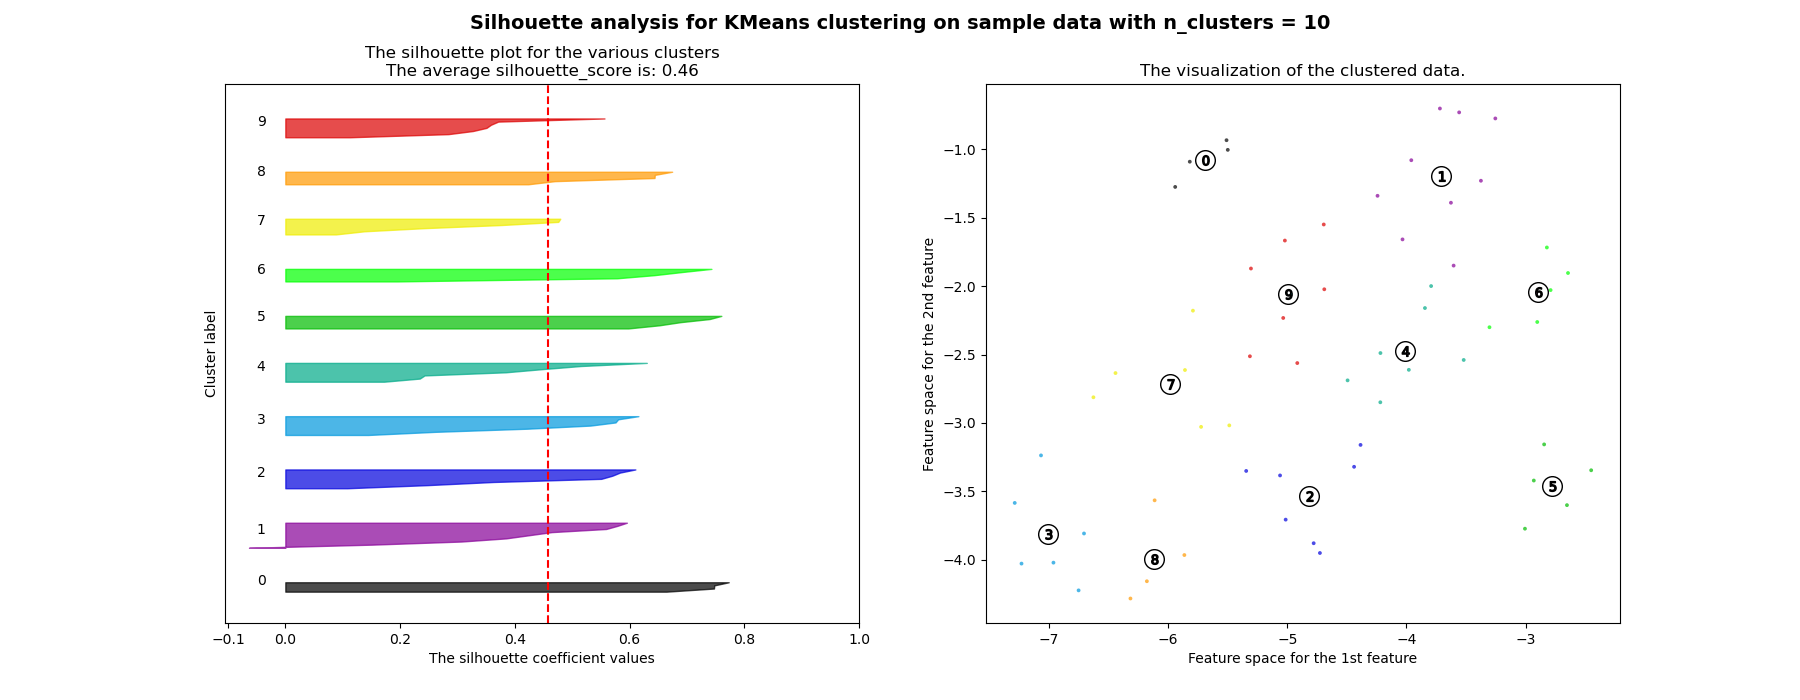 Silhouette analysis for KMeans clustering on sample data with n_clusters = 10
The silhouette plot for the various clusters
The average silhouette_score is: 0.46
9
8
7
6
5
4
3
2
1
0
Cluster label
−0.1 0.0 0.2 0.4 0.6 0.8 1.0
The silhouette coefficient values
The visualization of the clustered data.
−1.0
−1.5
−2.0
−2.5
−3.0
−3.5
−4.0
Feature space for the 2nd feature
0
1
6
9
4
7
5
2
3
8
−7 −6 −5 −4 −3
Feature space for the 1st feature